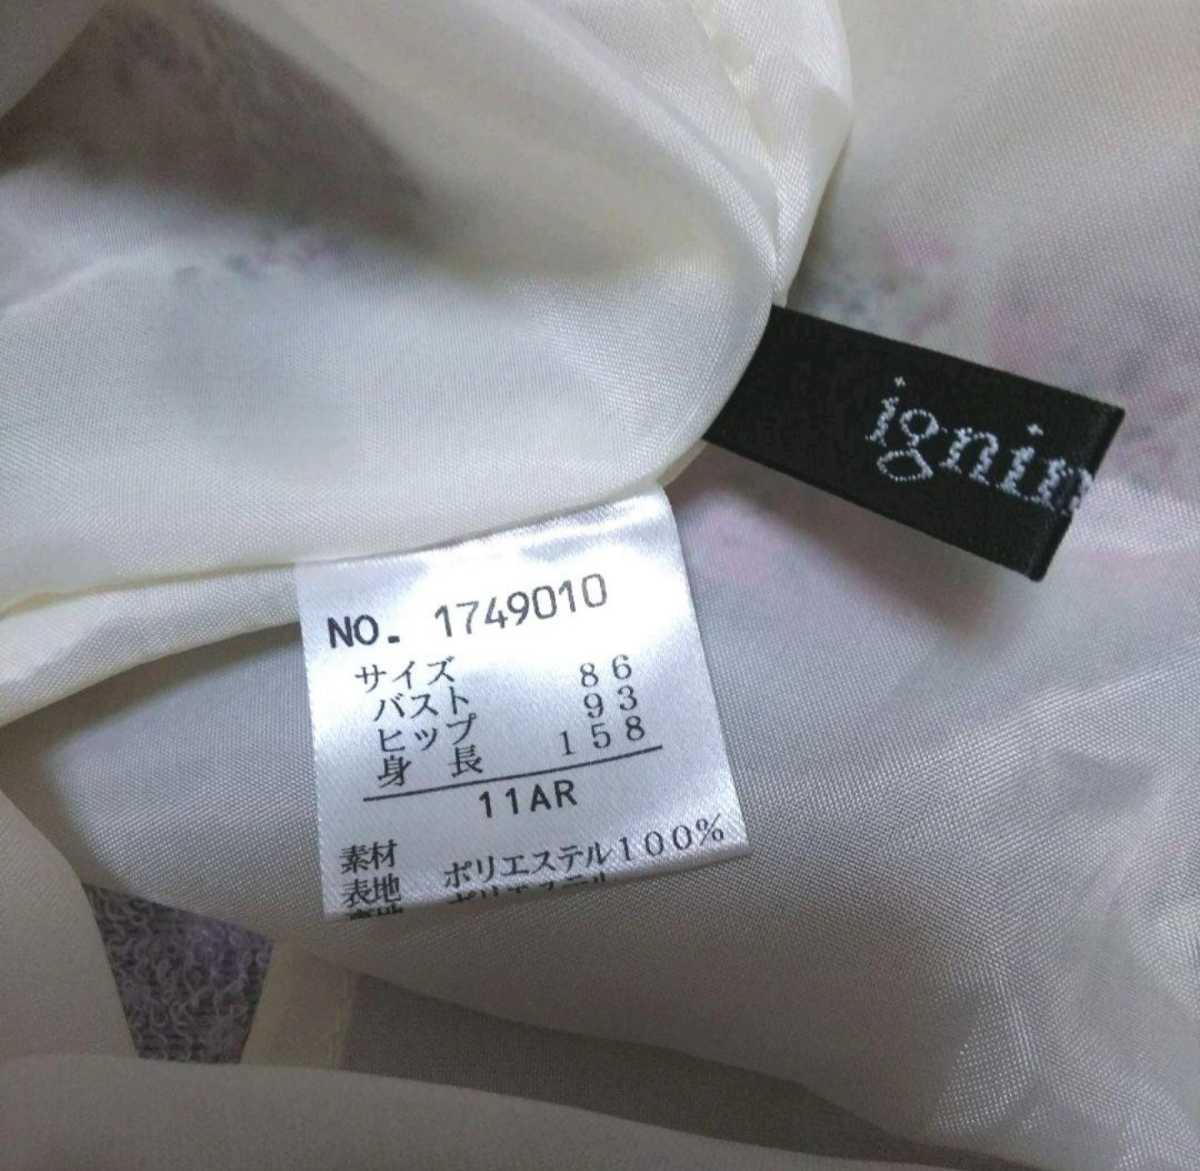 ignin
NO. 1749010
サイズ
バスト 86
ヒップ 93
身長 158
11AR
素材
表地 ポリエステル100%